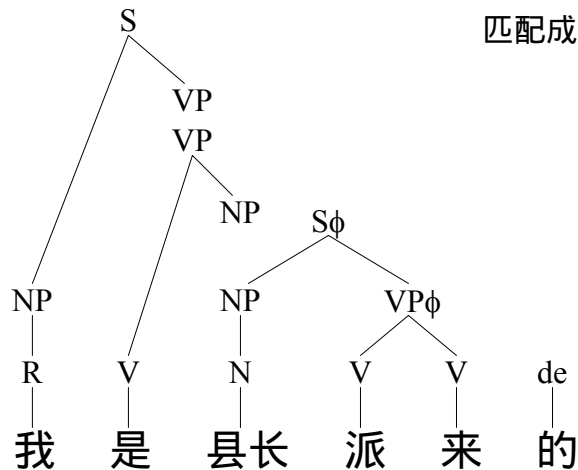 S 匹配成
VP
VP
NP
Sϕ
NP NP VPϕ
R V N V V de
我 是 县长 派 来 的